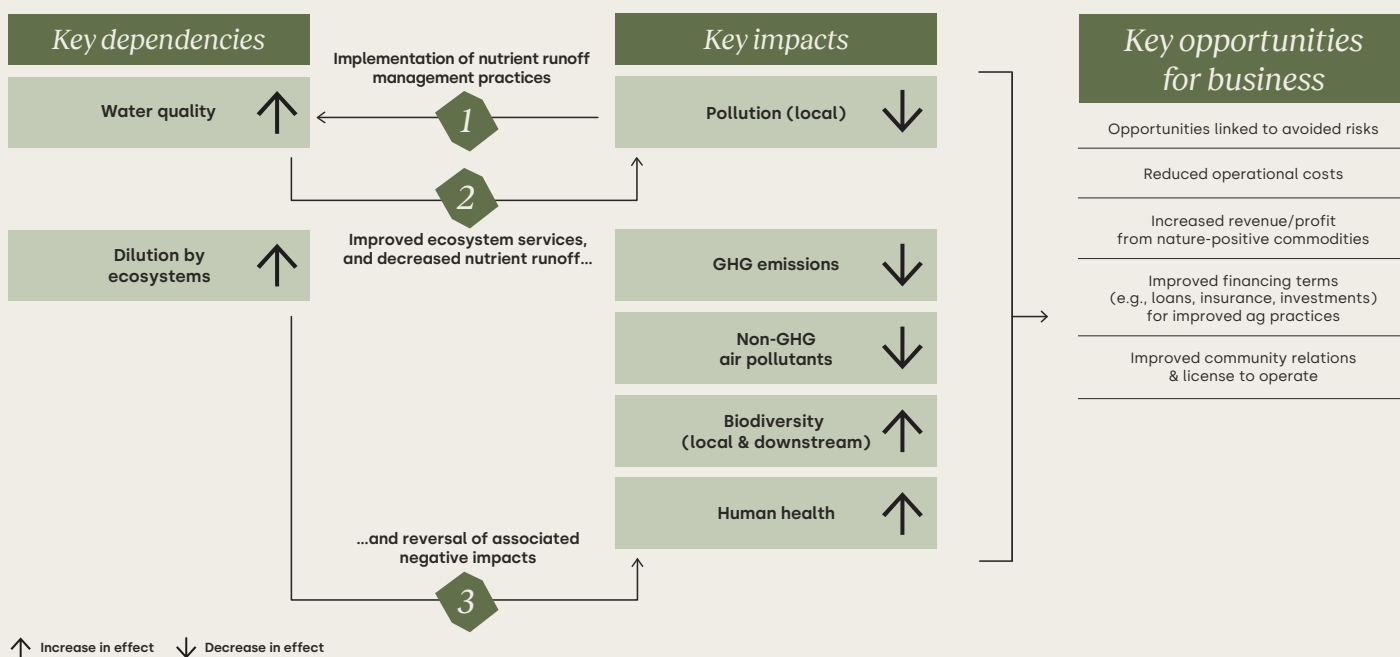 Key dependencies
Water quality
Dilution by
ecosystems
Implementation of nutrient runoff
management practices
1
2
Improved ecosystem services,
and decreased nutrient runoff...
...and reversal of associated
negative impacts
3
Key impacts
Pollution (local)
GHG emissions
Non-GHG
air pollutants
Biodiversity
(local & downstream)
Human health
Key opportunities
for business
Opportunities linked to avoided risks
Reduced operational costs
Increased revenue/profit
from nature-positive commodities
Improved financing terms
(e.g., loans, insurance, investments)
for improved ag practices
Improved community relations
& license to operate
Increase in effect
Decrease in effect